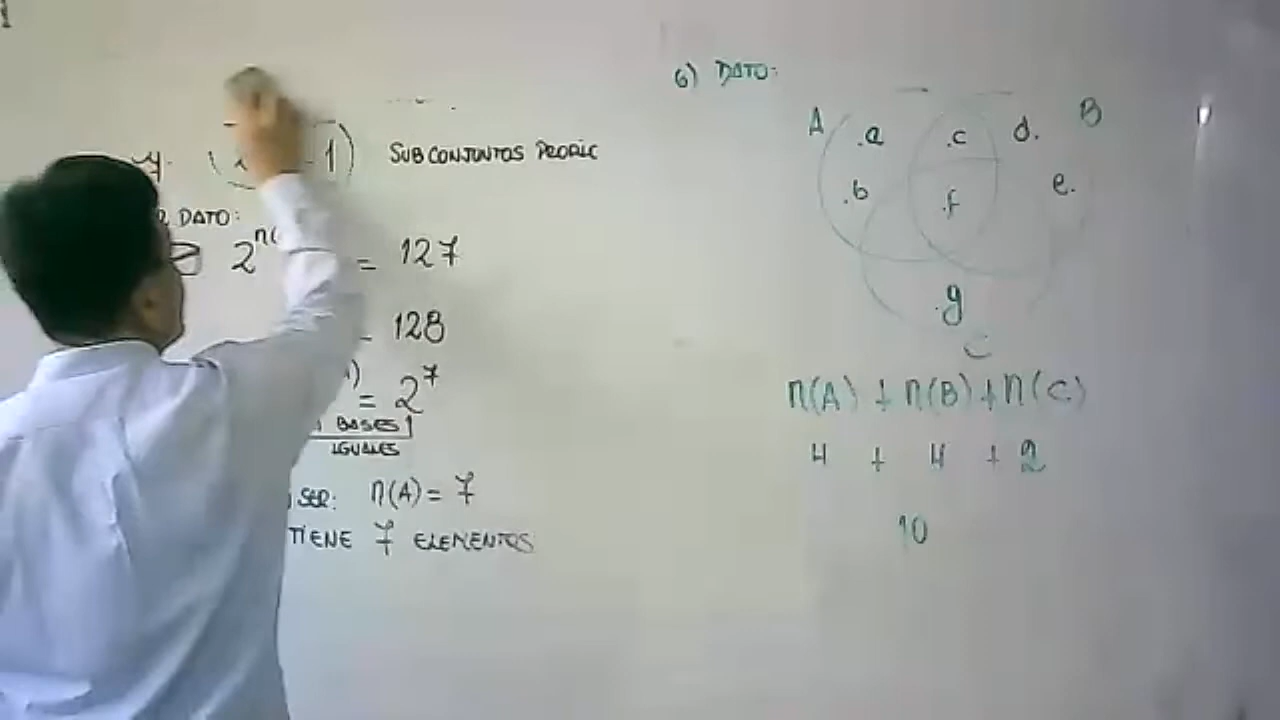 1) SUBCONJUNTOS PROPIC
DATO:
2 = 127
= 128
) = 2^7
BASES
IGUALES
SER: n(A) = 7
TIENE 7 ELEMENTOS
6) DATO:
A .a .c d. B
.b .f e.
.g
C
n(A) + n(B) + n(C)
4 + 4 + 2
10